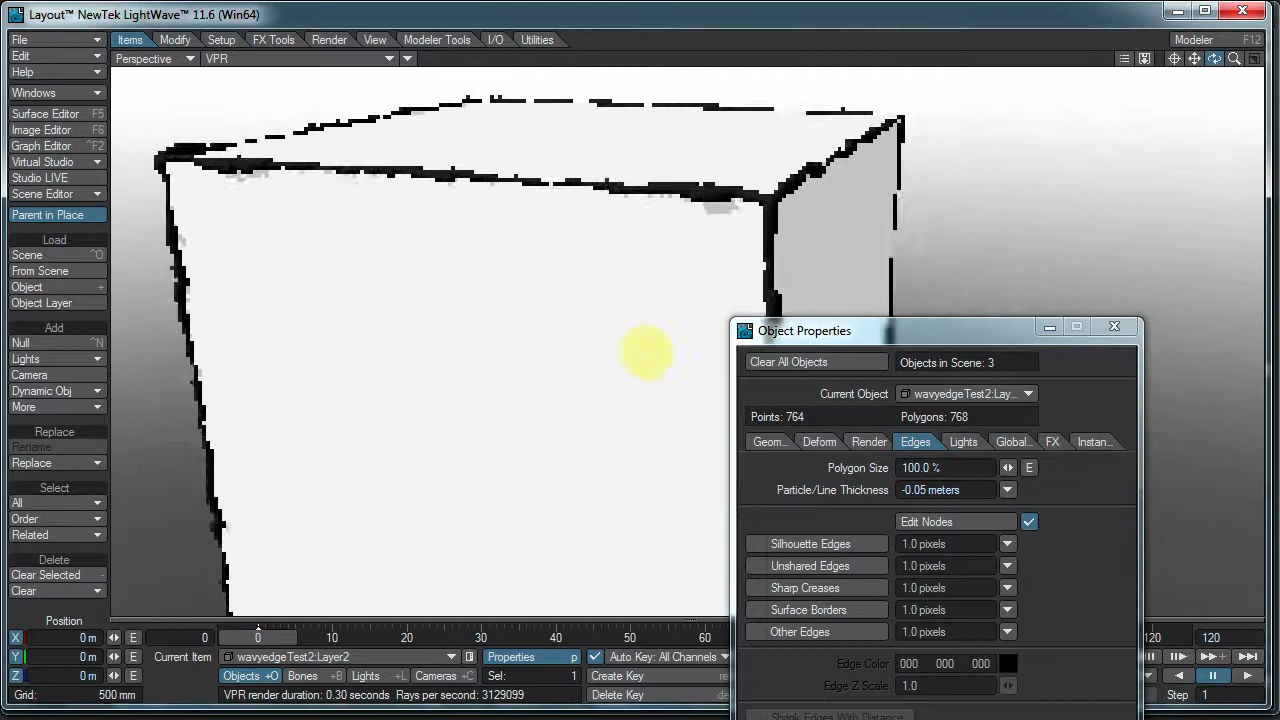 Layout™ NewTek LightWave™ 11.6 (Win64)
File Items Modify Setup FX Tools Render View Modeler Tools I/O Utilities Modeler F12
Edit Perspective VPR
Help
Windows
Surface Editor F5
Image Editor F6
Graph Editor ^F2
Virtual Studio
Studio LIVE
Scene Editor
Parent in Place
Load
Scene ^O
From Scene
Object +
Object Layer
Add
Null ^N
Lights
Camera
Dynamic Obj
More
Replace
Rename
Replace
Select
All
Order
Related
Delete
Clear Selected -
Clear
Position
X 0 m E
Y 0 m E
Z 0 m E
Grid: 500 mm
Object Properties
Clear All Objects Objects in Scene: 3
Current Object wavyedgeTest2:Lay...
Points: 764 Polygons: 768
Geom... Deform Render Edges Lights Global... FX Instan...
Polygon Size 100.0 % E
Particle/Line Thickness -0.05 meters
Edit Nodes
Silhouette Edges 1.0 pixels
Unshared Edges 1.0 pixels
Sharp Creases 1.0 pixels
Surface Borders 1.0 pixels
Other Edges 1.0 pixels
Edge Color 000 000 000
Edge Z Scale 1.0
Shrink Edges With Distance
0 0 10 20 30 40 50 60 120 120
Current Item wavyedgeTest2:Layer2 Properties p Auto Key: All Channels
Objects +O Bones +B Lights +L Cameras +C Sel: 1 Create Key
VPR render duration: 0.30 seconds Rays per second: 3129099 Delete Key Step 1